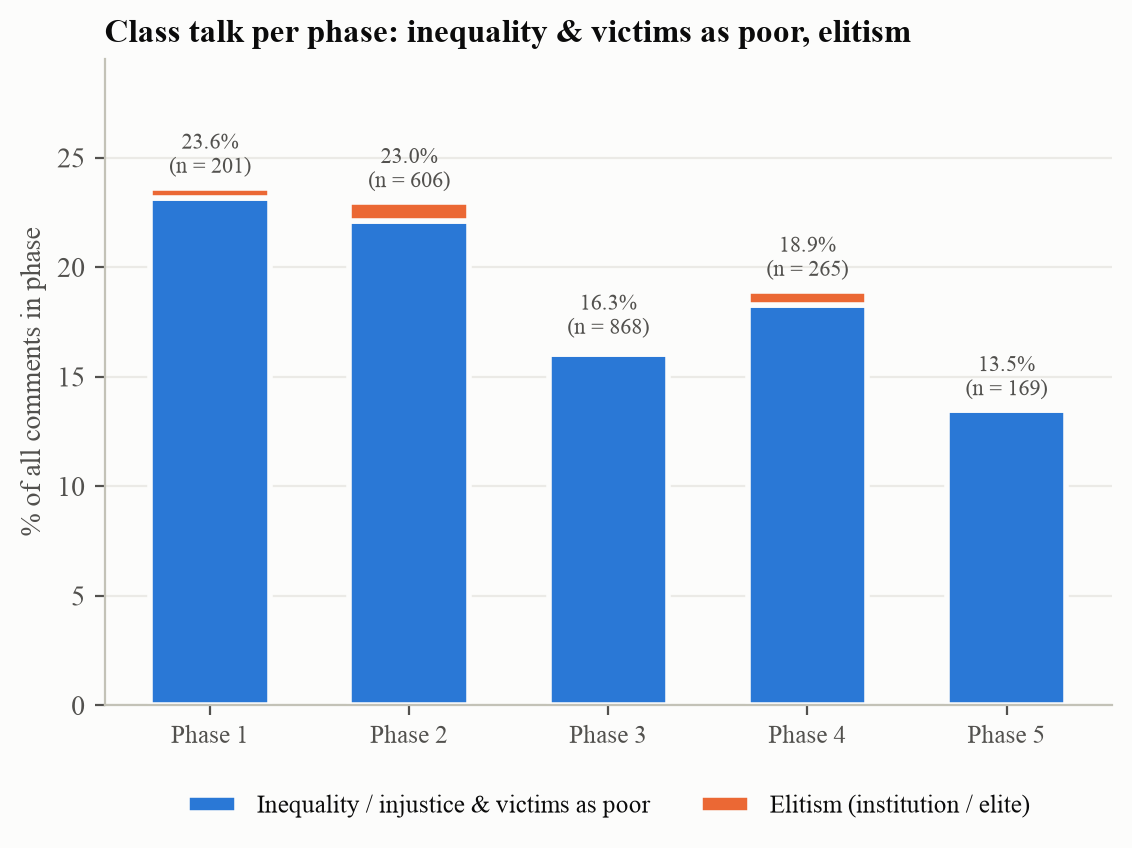 Class talk per phase: inequality & victims as poor, elitism
% of all comments in phase
25
20
15
10
5
0
23.6%
(n = 201)
23.0%
(n = 606)
16.3%
(n = 868)
18.9%
(n = 265)
13.5%
(n = 169)
Phase 1
Phase 2
Phase 3
Phase 4
Phase 5
Inequality / injustice & victims as poor
Elitism (institution / elite)